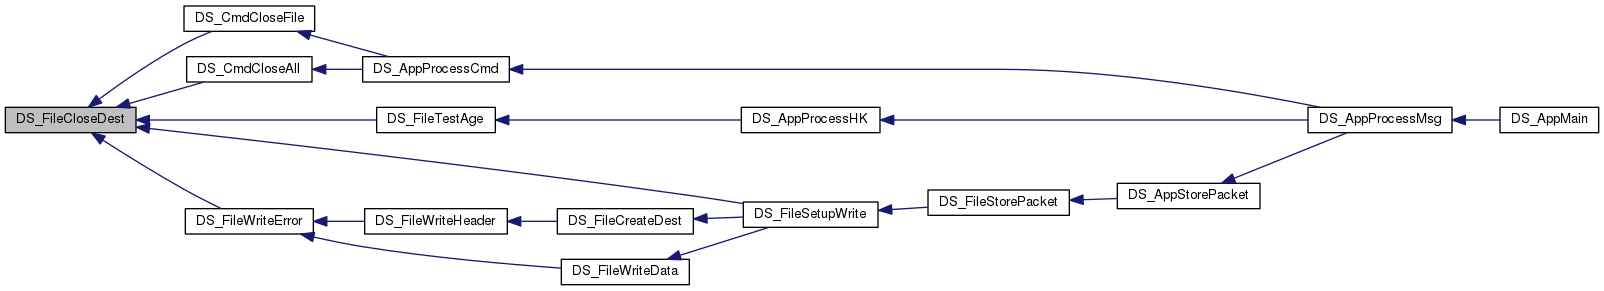 DS_CmdCloseFile
DS_CmdCloseAll
DS_AppProcessCmd
DS_FileCloseDest
DS_FileTestAge
DS_AppProcessHK
DS_AppProcessMsg
DS_AppMain
DS_FileWriteError
DS_FileWriteHeader
DS_FileCreateDest
DS_FileSetupWrite
DS_FileStorePacket
DS_AppStorePacket
DS_FileWriteData